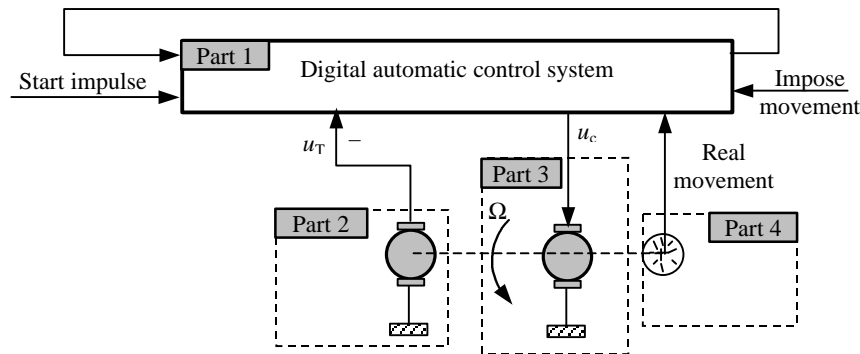 Part 1
Digital automatic control system
Start impulse
Impose
movement
u_T
–
u_c
Real
movement
Part 3
Part 2
Ω
Part 4